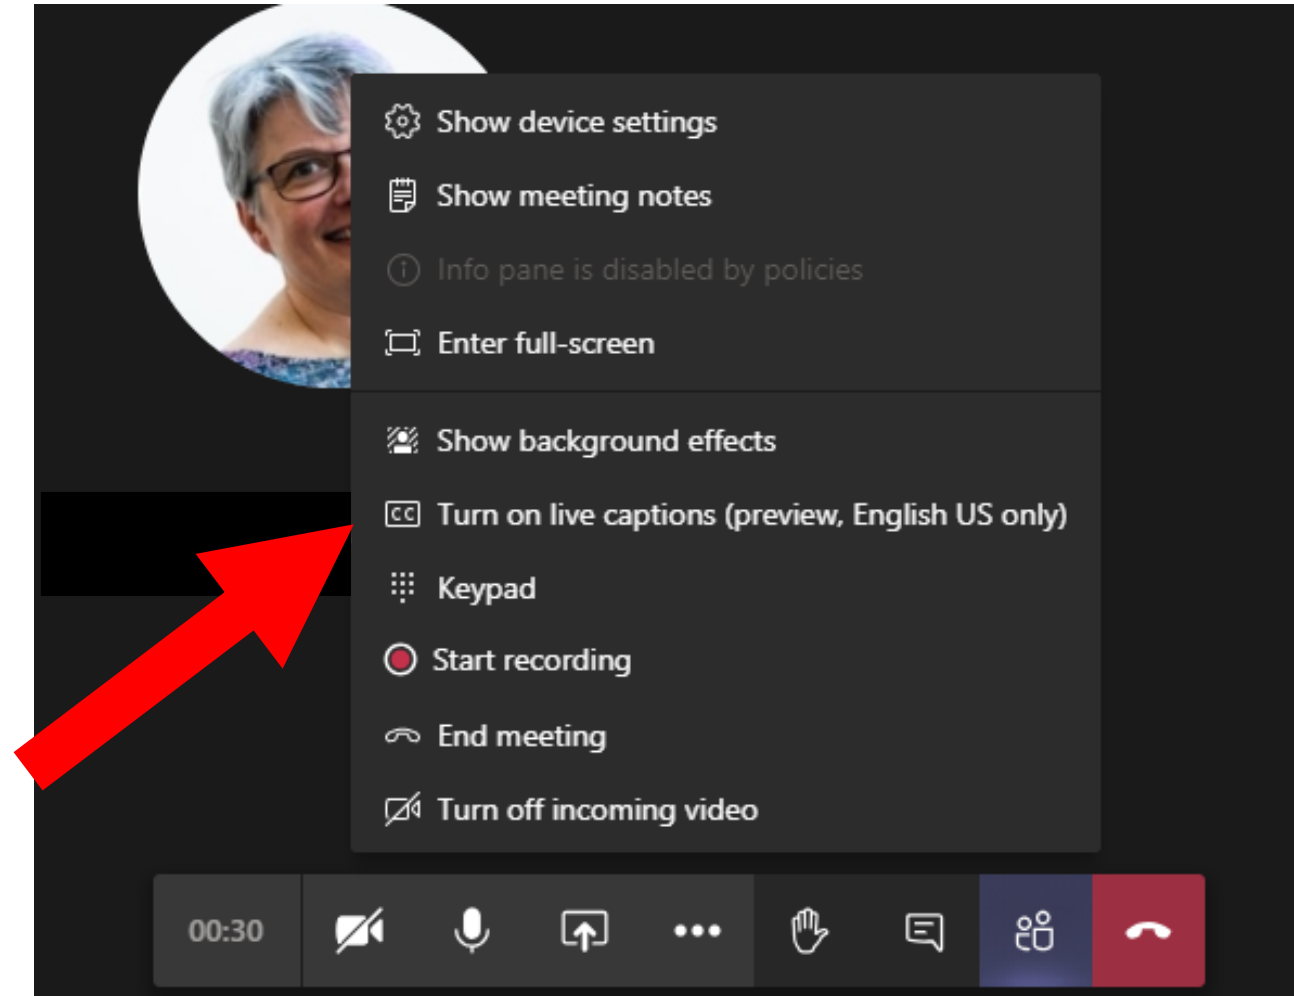 Show device settings
Show meeting notes
Info pane is disabled by policies
Enter full-screen
Show background effects
CC Turn on live captions (preview, English US only)
Keypad
Start recording
End meeting
Turn off incoming video
00:30